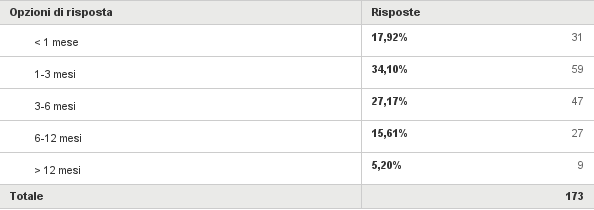 Opzioni di risposta Risposte
< 1 mese 17,92% 31
1-3 mesi 34,10% 59
3-6 mesi 27,17% 47
6-12 mesi 15,61% 27
> 12 mesi 5,20% 9
Totale 173